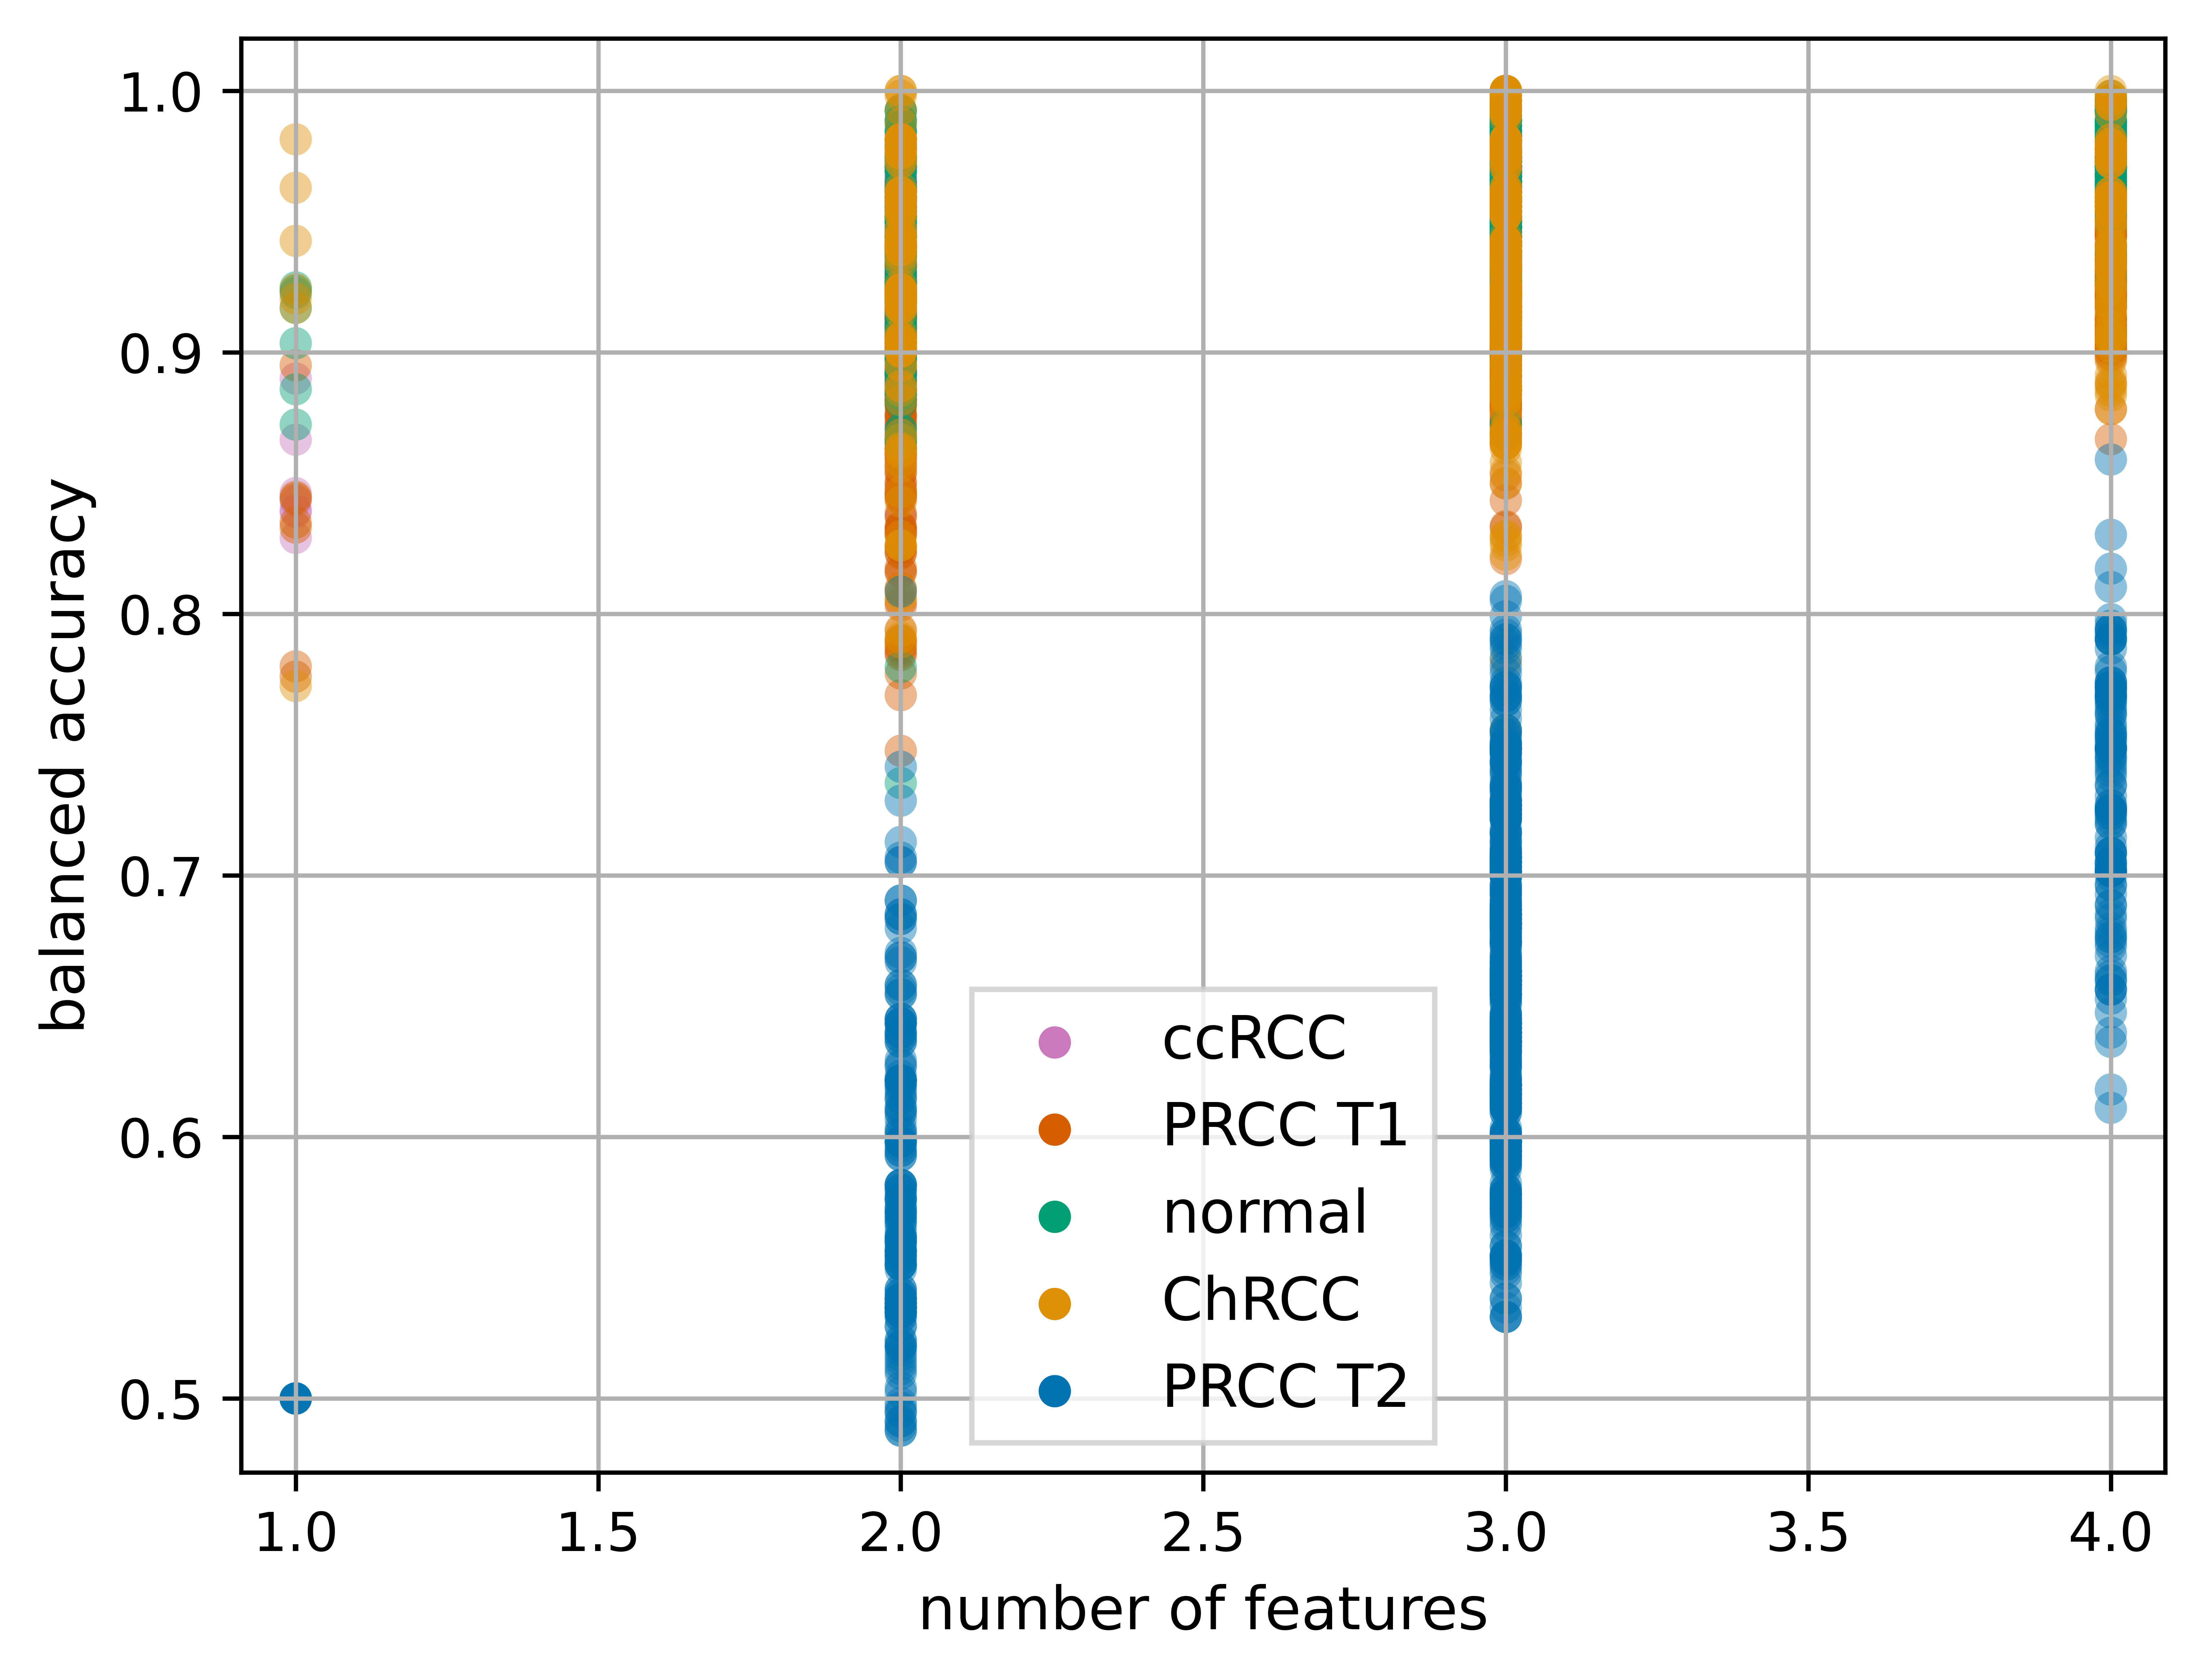 balanced accuracy
1.0
0.9
0.8
0.7
0.6
0.5
ccRCC
PRCC T1
normal
ChRCC
PRCC T2
1.0 1.5 2.0 2.5 3.0 3.5 4.0
number of features